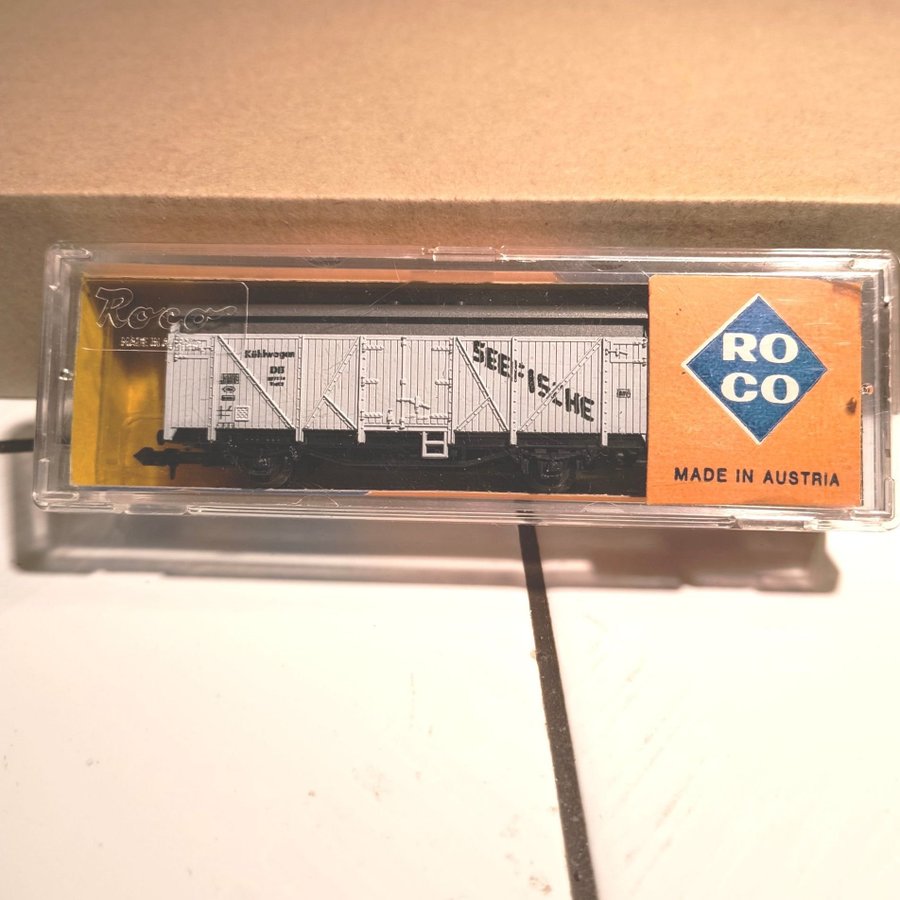 Roco
Kühlwagen
DB
SEEFISCHE
RO
CO
MADE IN AUSTRIA